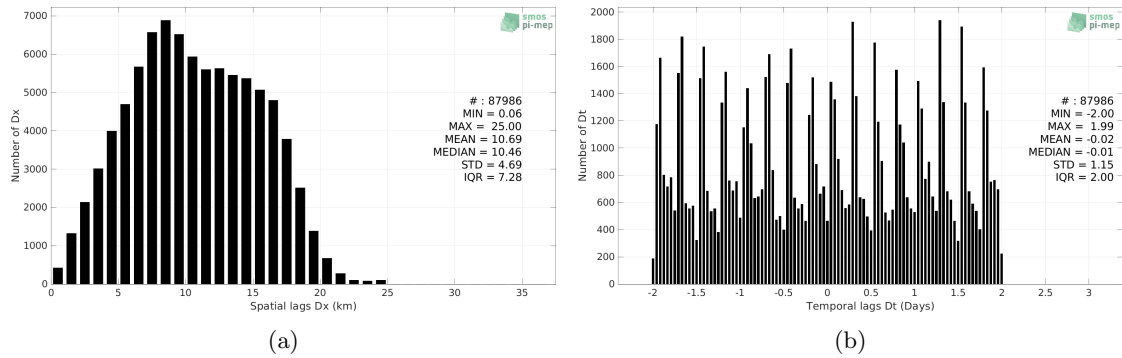 7000
6000
5000
4000
3000
2000
1000
0
Number of Dx
0 5 10 15 20 25 30 35
Spatial lags Dx (km)
smos
pi-mep
# : 87986
MIN = 0.06
MAX = 25.00
MEAN = 10.69
MEDIAN = 10.46
STD = 4.69
IQR = 7.28
(a)
2000
1800
1600
1400
1200
1000
800
600
400
200
0
Number of Dt
-2 -1.5 -1 -0.5 0 0.5 1 1.5 2 2.5 3
Temporal lags Dt (Days)
smos
pi-mep
# : 87986
MIN = -2.00
MAX = 1.99
MEAN = -0.02
MEDIAN = -0.01
STD = 1.15
IQR = 2.00
(b)